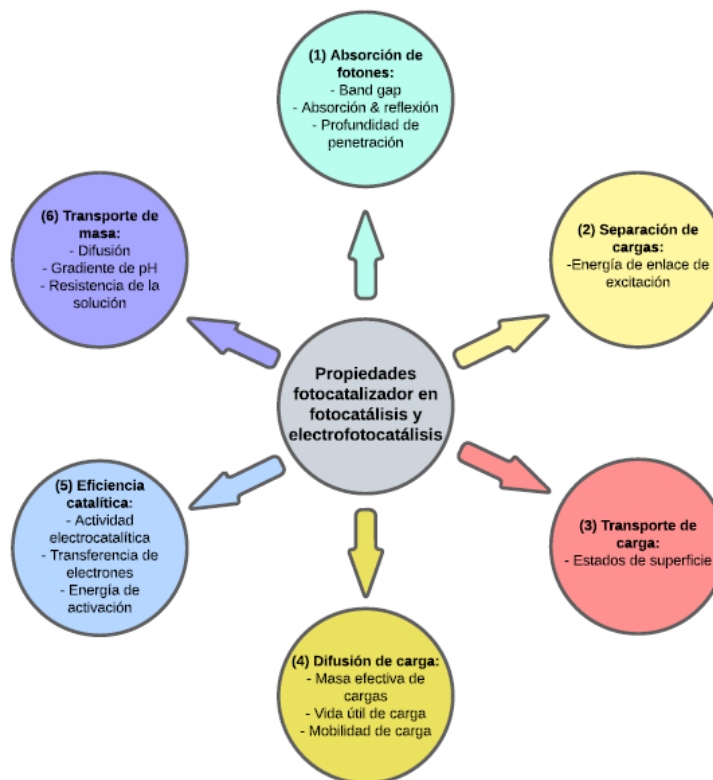 (1) Absorción de
fotones:
- Band gap
- Absorción & reflexión
- Profundidad de
penetración
(6) Transporte de
masa:
- Difusión
- Gradiente de pH
- Resistencia de la
solución
(2) Separación de
cargas:
-Energía de enlace de
excitación
Propiedades
fotocatalizador en
fotocatálisis y
electrofotocatálisis
(5) Eficiencia
catalítica:
- Actividad
electrocatalítica
- Transferencia de
electrones
- Energía de
activación
(3) Transporte de
carga:
- Estados de superficie
(4) Difusión de carga:
- Masa efectiva de
cargas
- Vida útil de carga
- Mobilidad de carga